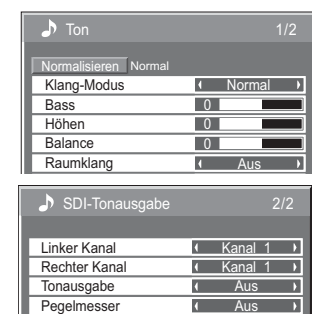 Ton 1/2
Normalisieren Normal
Klang-Modus Normal
Bass 0
Höhen 0
Balance 0
Raumklang Aus
SDI-Tonausgabe 2/2
Linker Kanal Kanal 1
Rechter Kanal Kanal 1
Tonausgabe Aus
Pegelmesser Aus